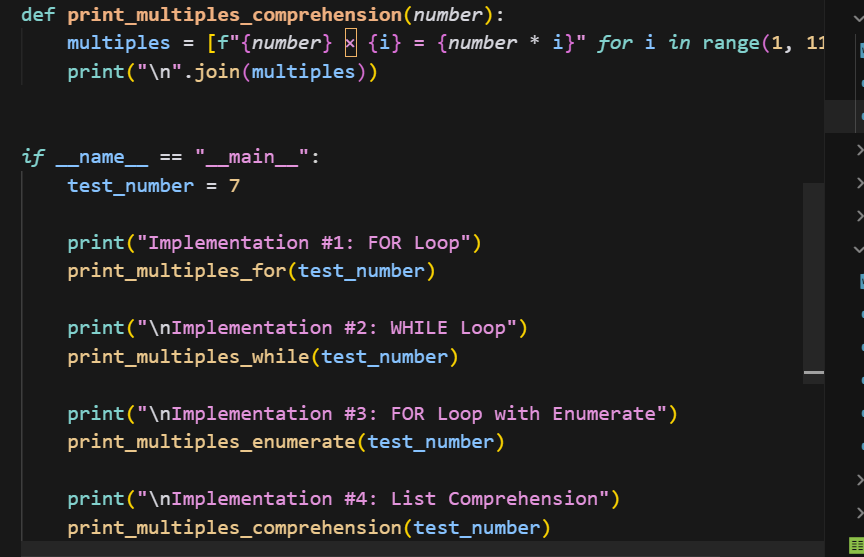 def print_multiples_comprehension(number):
    multiples = [f"{number} × {i} = {number * i}" for i in range(1, 11
    print("\n".join(multiples))
if __name__ == "__main__":
    test_number = 7
    print("Implementation #1: FOR Loop")
    print_multiples_for(test_number)
    print("\nImplementation #2: WHILE Loop")
    print_multiples_while(test_number)
    print("\nImplementation #3: FOR Loop with Enumerate")
    print_multiples_enumerate(test_number)
    print("\nImplementation #4: List Comprehension")
    print_multiples_comprehension(test_number)